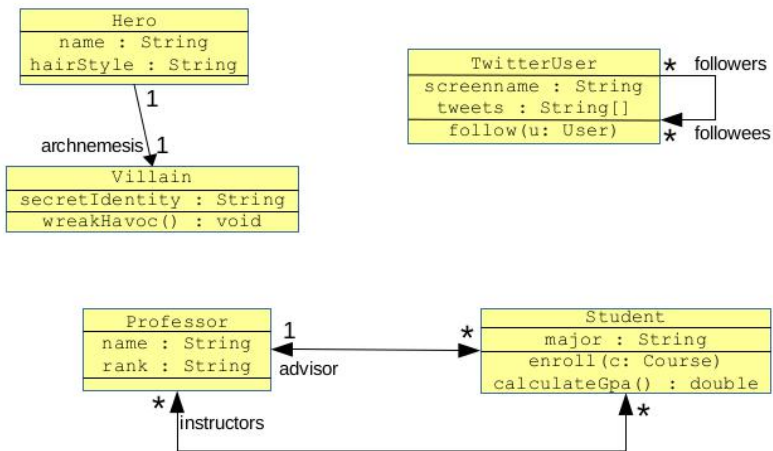 Hero
name : String
hairStyle : String
1
archnemesis 1
Villain
secretIdentity : String
wreakHavoc() : void
TwitterUser
screenname : String
tweets : String[]
follow(u: User)
* followers
* followees
Professor
name : String
rank : String
1
advisor
*
Student
major : String
enroll(c: Course)
calculateGpa() : double
*
instructors
*